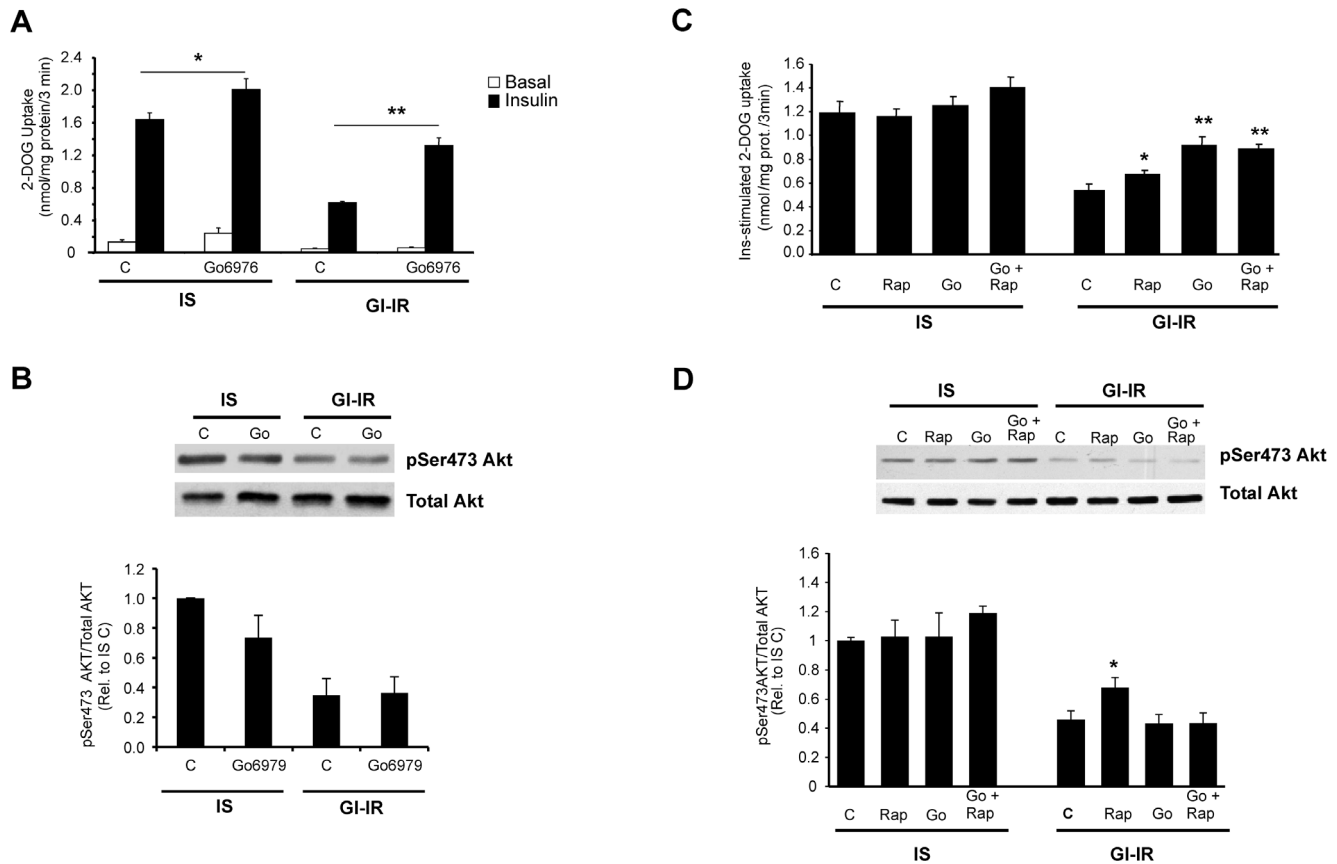 A
2-DOG Uptake
(nmol/mg protein/3 min)
2.4
2.0
1.6
1.2
0.8
0.4
0
*
**
Basal
Insulin
C
Go6976
C
Go6976
IS
GI-IR
B
IS
GI-IR
C
Go
C
Go
pSer473 Akt
Total Akt
pSer473 AKT/Total AKT
(Rel. to IS C)
1.2
1.0
0.8
0.6
0.4
0.2
0.0
C
Go6979
C
Go6979
IS
GI-IR
C
Ins-stimulated 2-DOG uptake
(nmol/mg prot./3min)
1.6
1.4
1.2
1.0
0.6
0.4
0.2
0.0
*
**
**
C
Rap
Go
Go +
Rap
C
Rap
Go
Go +
Rap
IS
GI-IR
D
IS
GI-IR
C
Rap
Go
Go +
Rap
C
Rap
Go
Go +
Rap
pSer473 Akt
Total Akt
pSer473AKT/Total AKT
(Rel. to IS C)
1.6
1.4
1.2
1
0.8
0.6
0.4
0.2
0
*
C
Rap
Go
Go +
Rap
C
Rap
Go
Go +
Rap
IS
GI-IR